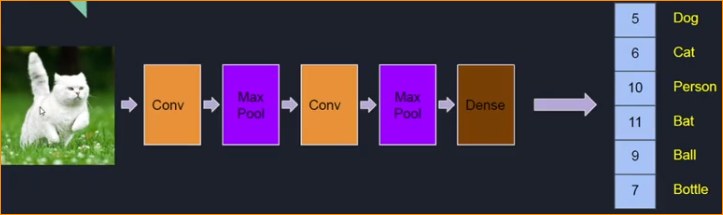 Conv
Max
Pool
Conv
Max
Pool
Dense
5 Dog
6 Cat
10 Person
11 Bat
9 Ball
7 Bottle